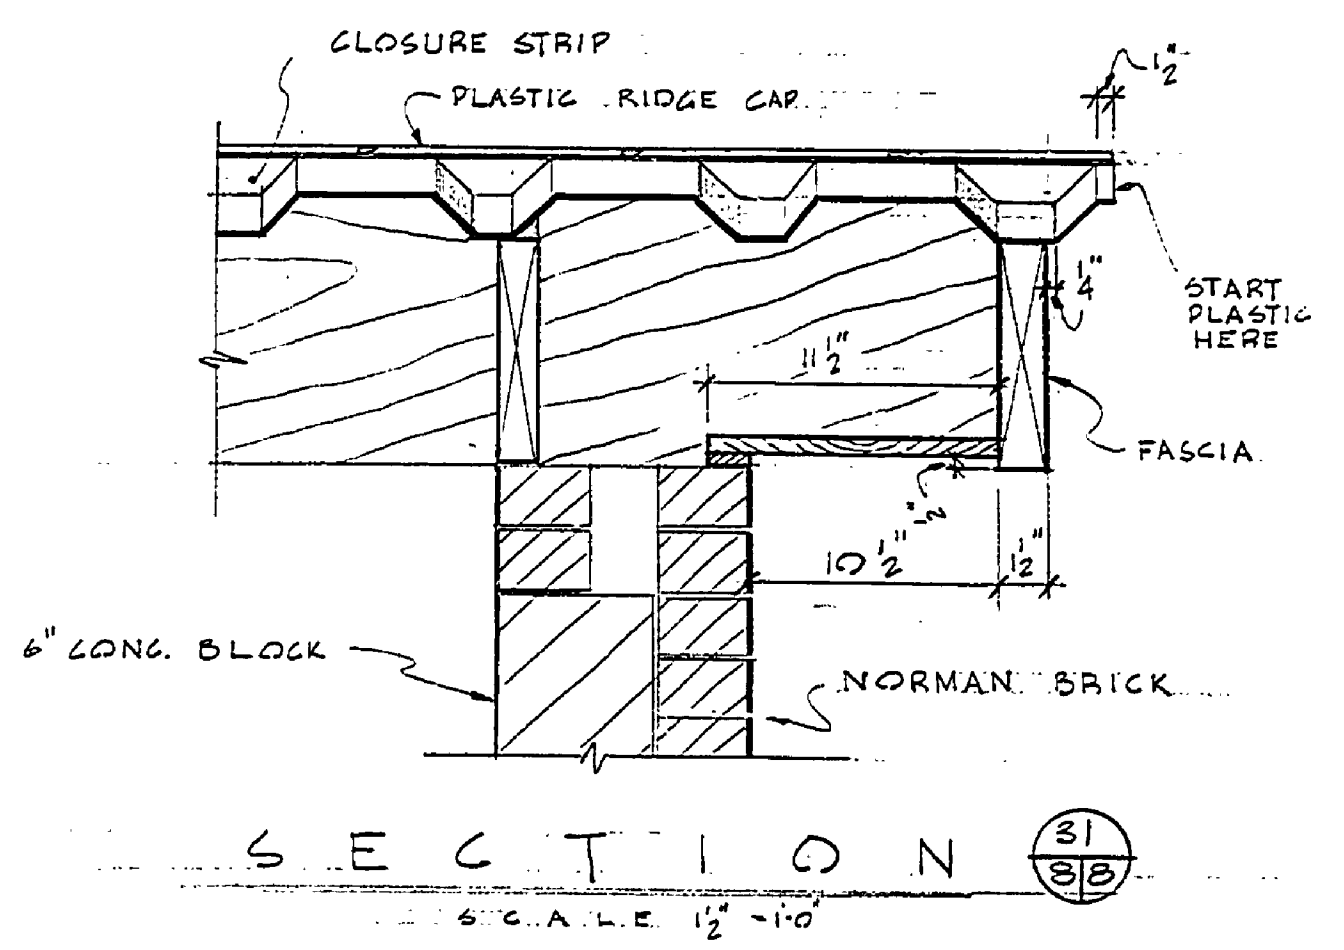 CLOSURE STRIP
PLASTIC RIDGE CAP
1/2"
1/4"
START
PLASTIC
HERE
11 1/2"
FASCIA
1/2"
10 1/2"
1 1/2"
6" CONC. BLOCK
NORMAN BRICK
SECTION
31
8 8
SCALE 1 1/2" - 1'-0"